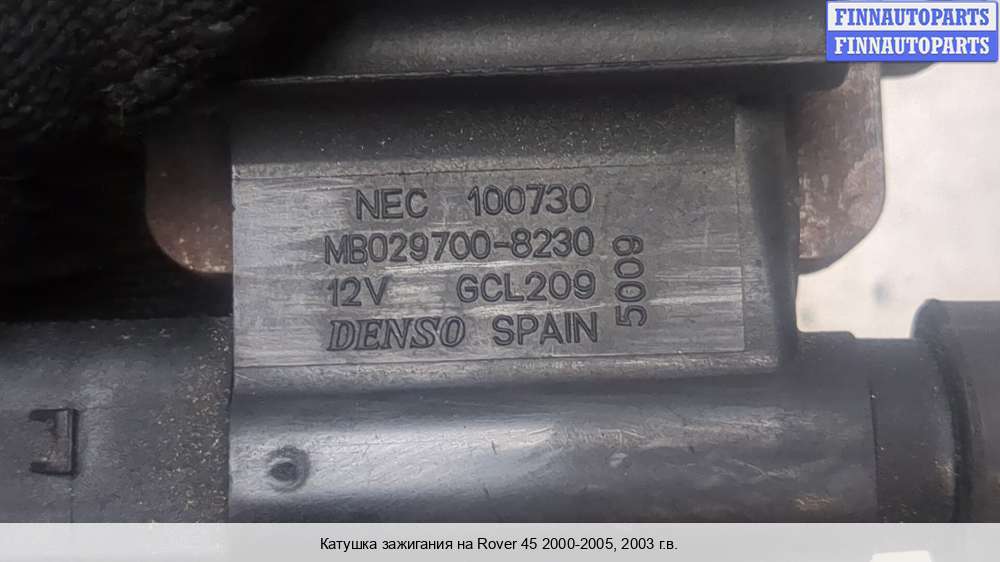 FINNAUTOPARTS
FINNAUTOPARTS
NEC 100730
MB029700-8230
12V GCL209
DENSO SPAIN
5009
Катушка зажигания на Rover 45 2000-2005, 2003 г.в.